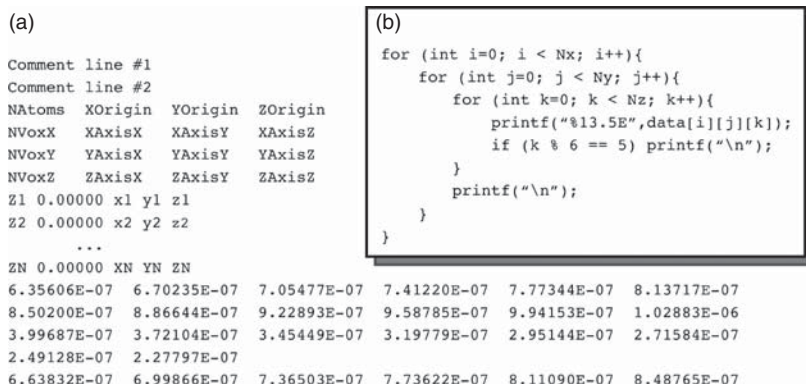 (a)
Comment line #1
Comment line #2
NAtoms XOrigin YOrigin ZOrigin
NVoxX XAxisX XAxisY XAxisZ
NVoxY YAxisX YAxisY YAxisZ
NVoxZ ZAxisX ZAxisY ZAxisZ
Z1 0.00000 x1 y1 z1
Z2 0.00000 x2 y2 z2
...
ZN 0.00000 XN YN ZN
6.35606E-07 6.70235E-07 7.05477E-07 7.41220E-07 7.77344E-07 8.13717E-07
8.50200E-07 8.86644E-07 9.22893E-07 9.58785E-07 9.94153E-07 1.02883E-06
3.99687E-07 3.72104E-07 3.45449E-07 3.19779E-07 2.95144E-07 2.71584E-07
2.49128E-07 2.27797E-07
6.63832E-07 6.99866E-07 7.36503E-07 7.73622E-07 8.11090E-07 8.48765E-07
(b)
for (int i=0; i < Nx; i++){
for (int j=0; j < Ny; j++){
for (int k=0; k < Nz; k++){
printf("%13.5E",data[i][j][k]);
if (k % 6 == 5) printf("\n");
}
printf("\n");
}
}